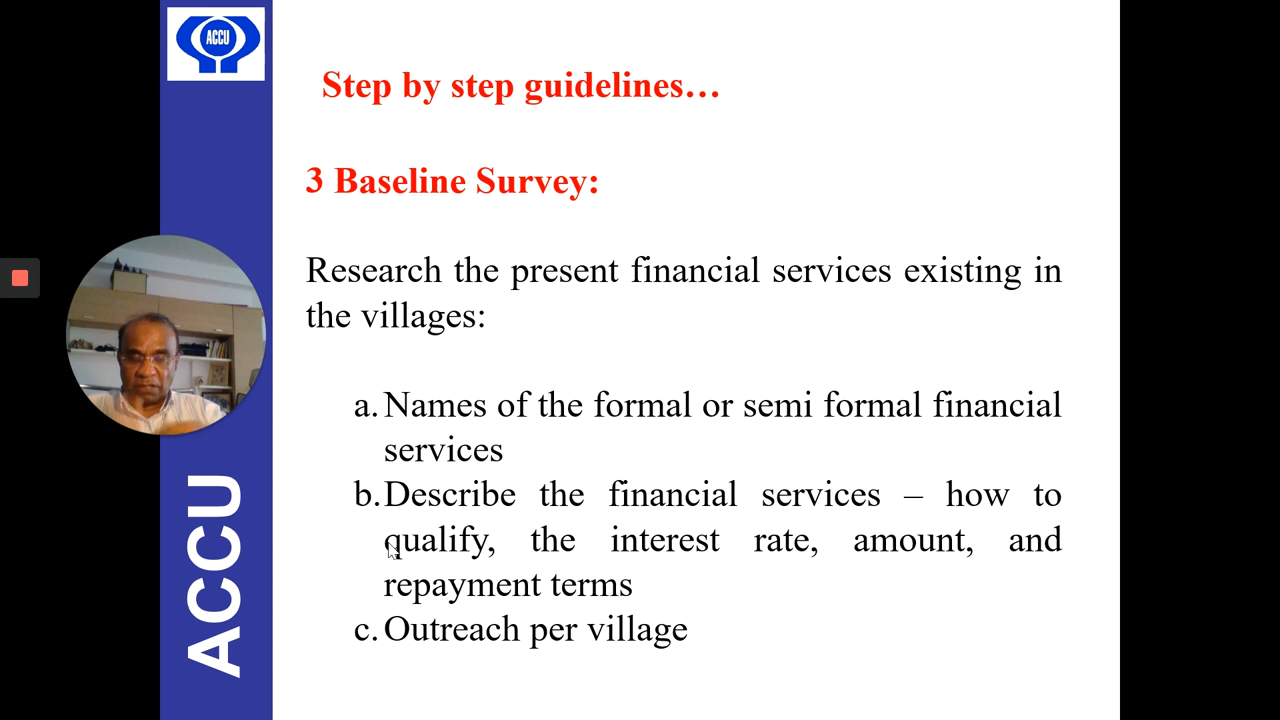 ACCU
Step by step guidelines…
3 Baseline Survey:
Research the present financial services existing in
the villages:
a. Names of the formal or semi formal financial
services
b. Describe the financial services – how to
qualify, the interest rate, amount, and
repayment terms
c. Outreach per village
ACCU